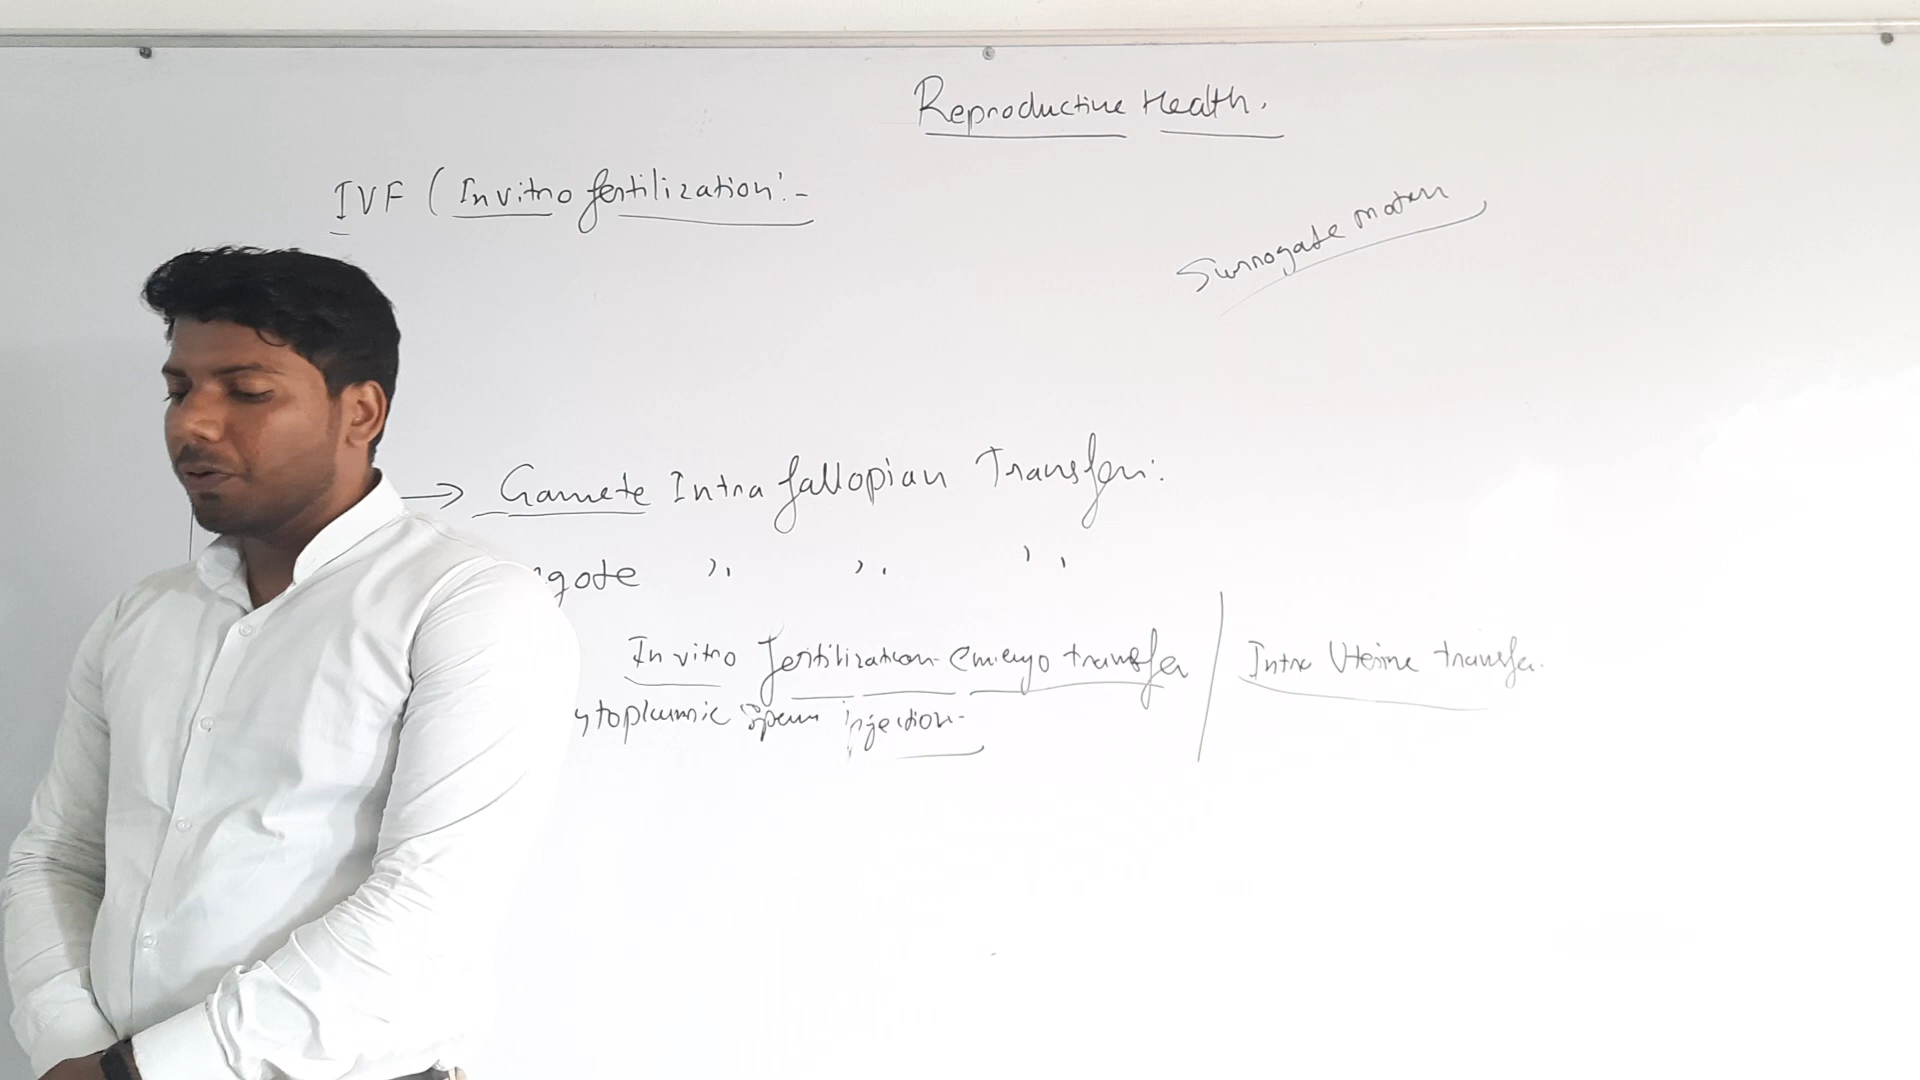 Reproductive Health.
IVF (Invitro fertilization:-
Surrogate
→ Gamete Intra fallopian Transfer:
gote " " "
In vitro fertilization - embryo transfer / Intra Uterine transfer.
ytoplasmic sperm injection-